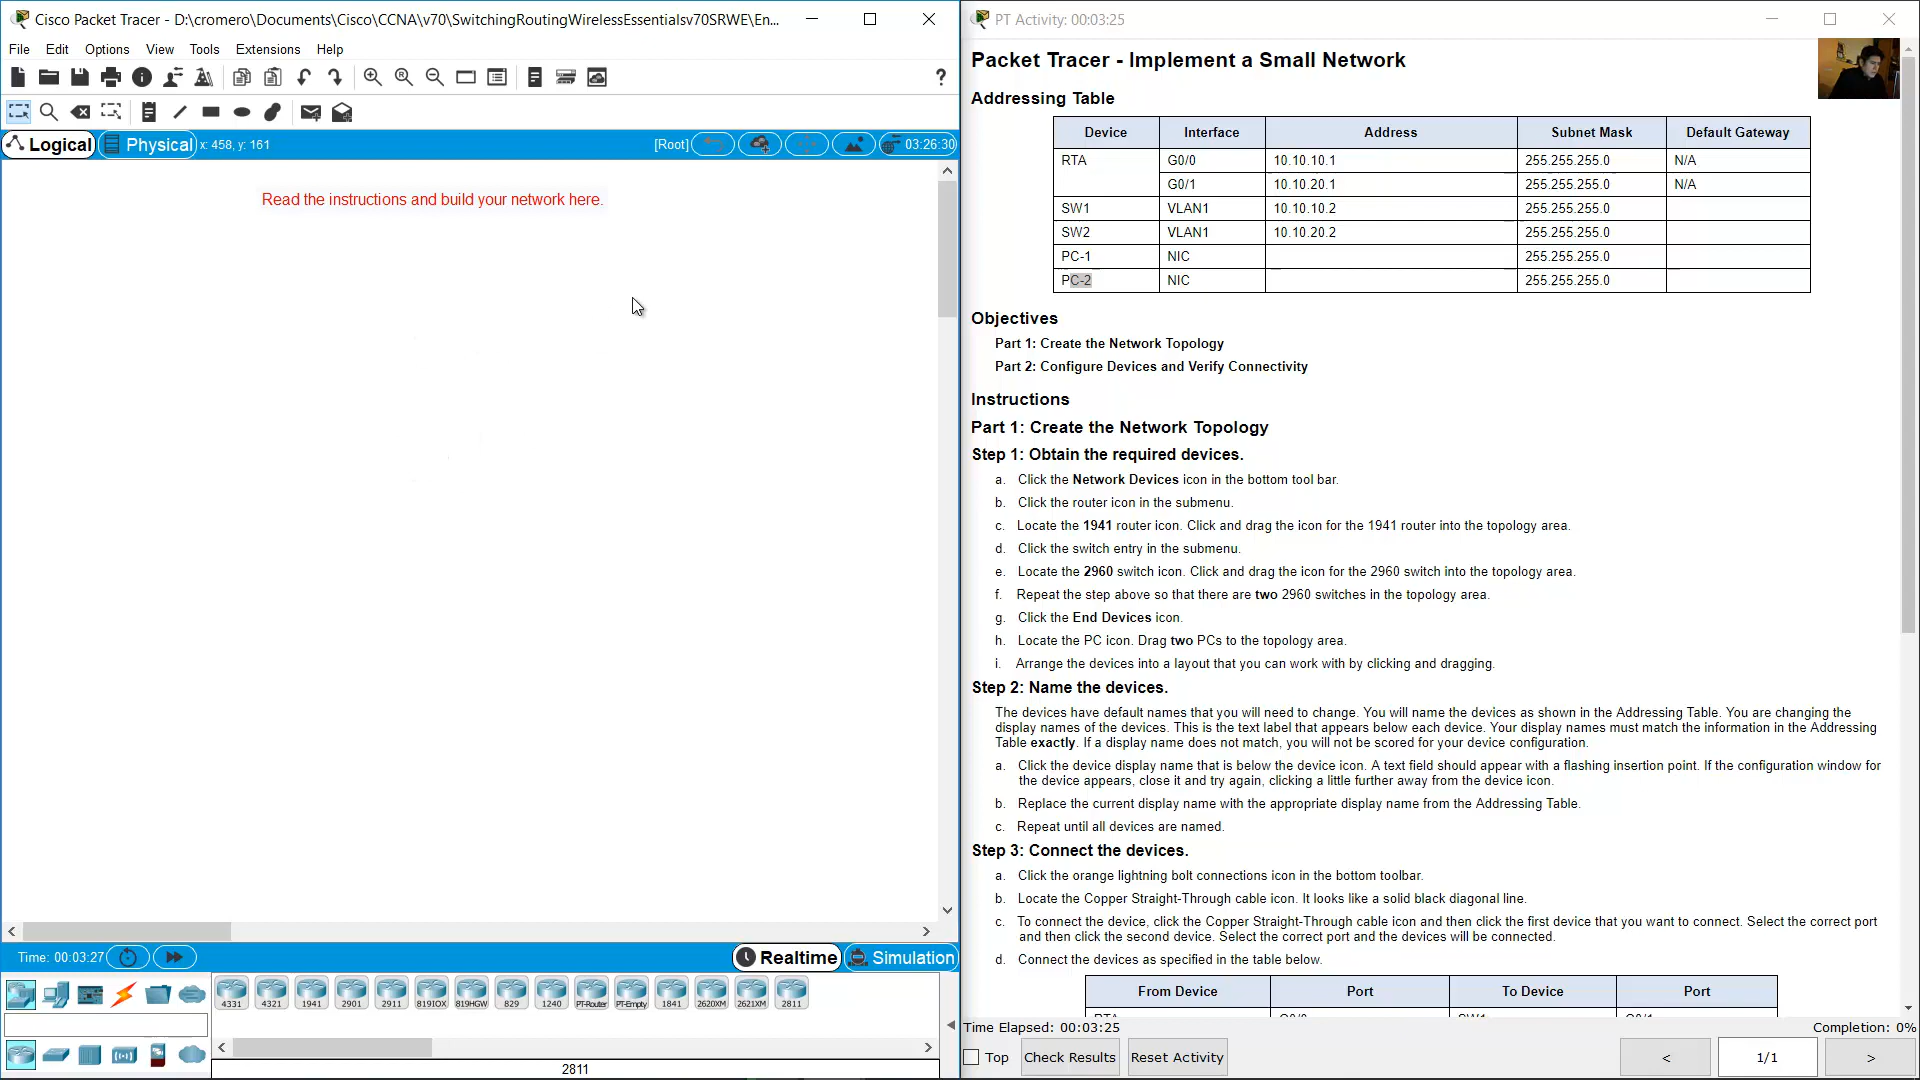 Cisco Packet Tracer - D:\cromero\Documents\Cisco\CCNA\v70\SwitchingRoutingWirelessEssentialsv70SRWE\En...
File Edit Options View Tools Extensions Help
Logical Physical x: 458, y: 161 [Root] 03:26:30
Read the instructions and build your network here.
Time: 00:03:27 Realtime Simulation
4331 4321 1941 2901 2911 819IOX 819HGW 829 1240 PT-Router PT-Empty 1841 2620XM 2621XM 2811
2811
PT Activity: 00:03:25
Packet Tracer - Implement a Small Network
Addressing Table
Device Interface Address Subnet Mask Default Gateway
RTA G0/0 10.10.10.1 255.255.255.0 N/A
G0/1 10.10.20.1 255.255.255.0 N/A
SW1 VLAN1 10.10.10.2 255.255.255.0
SW2 VLAN1 10.10.20.2 255.255.255.0
PC-1 NIC 255.255.255.0
PC-2 NIC 255.255.255.0
Objectives
Part 1: Create the Network Topology
Part 2: Configure Devices and Verify Connectivity
Instructions
Part 1: Create the Network Topology
Step 1: Obtain the required devices.
a. Click the Network Devices icon in the bottom tool bar.
b. Click the router icon in the submenu.
c. Locate the 1941 router icon. Click and drag the icon for the 1941 router into the topology area.
d. Click the switch entry in the submenu.
e. Locate the 2960 switch icon. Click and drag the icon for the 2960 switch into the topology area.
f. Repeat the step above so that there are two 2960 switches in the topology area.
g. Click the End Devices icon.
h. Locate the PC icon. Drag two PCs to the topology area.
i. Arrange the devices into a layout that you can work with by clicking and dragging.
Step 2: Name the devices.
The devices have default names that you will need to change. You will name the devices as shown in the Addressing Table. You are changing the
display names of the devices. This is the text label that appears below each device. Your display names must match the information in the Addressing
Table exactly. If a display name does not match, you will not be scored for your device configuration.
a. Click the device display name that is below the device icon. A text field should appear with a flashing insertion point. If the configuration window for
the device appears, close it and try again, clicking a little further away from the device icon.
b. Replace the current display name with the appropriate display name from the Addressing Table.
c. Repeat until all devices are named.
Step 3: Connect the devices.
a. Click the orange lightning bolt connections icon in the bottom toolbar.
b. Locate the Copper Straight-Through cable icon. It looks like a solid black diagonal line.
c. To connect the device, click the Copper Straight-Through cable icon and then click the first device that you want to connect. Select the correct port
and then click the second device. Select the correct port and the devices will be connected.
d. Connect the devices as specified in the table below.
From Device Port To Device Port
RTA G0/0 SW1 G0/1
Time Elapsed: 00:03:25 Completion: 0%
Top Check Results Reset Activity < 1/1 >